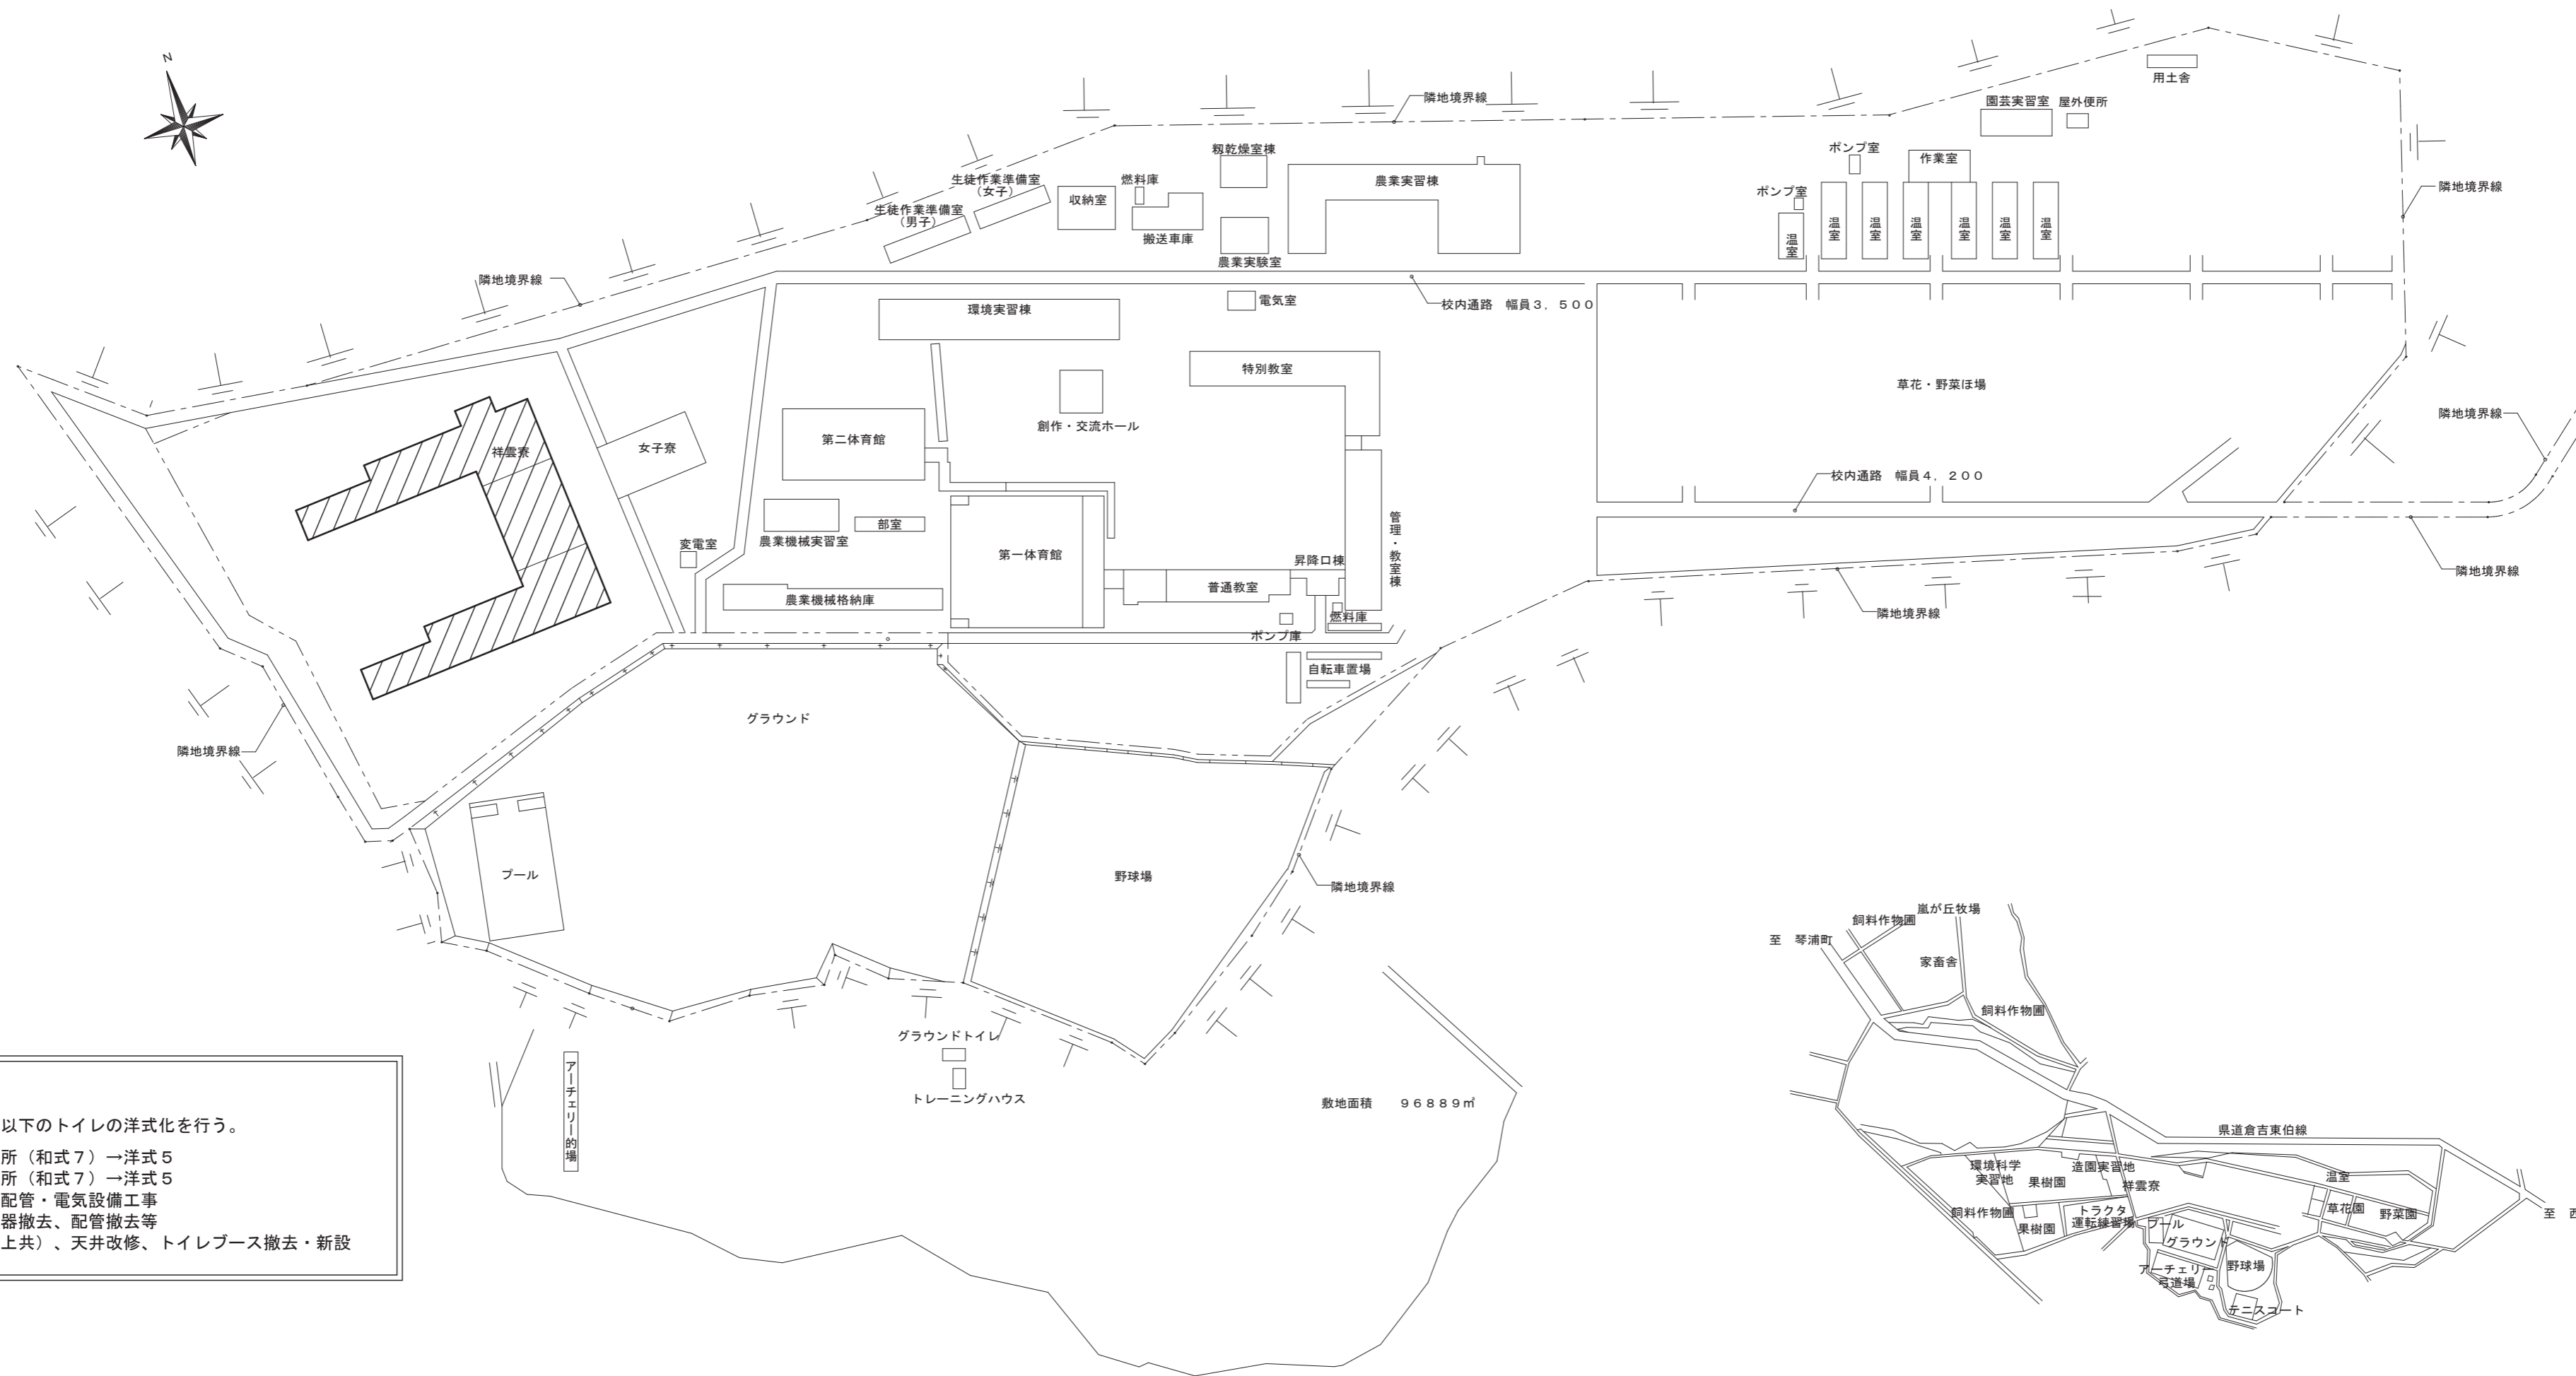 N
隣地境界線
用土舎
園芸実習室
屋外便所
籾乾燥室棟
ポンプ室
作業室
生徒作業準備室
（女子）
燃料庫
農業実習棟
収納室
ポンプ室
隣地境界線
生徒作業準備室
（男子）
搬送車庫
温室
温室
温室
温室
温室
温室
温室
農業実験室
隣地境界線
電気室
校内通路　幅員３，５００
環境実習棟
特別教室
草花・野菜ほ場
隣地境界線
創作・交流ホール
第二体育館
女子寮
祥雲寮
校内通路　幅員４，２００
部室
管理・教室棟
農業機械実習室
変電室
第一体育館
昇降口棟
隣地境界線
普通教室
農業機械格納庫
燃料庫
隣地境界線
ポンプ庫
自転車置場
グラウンド
隣地境界線
プール
野球場
隣地境界線
グラウンドトイレ
トレーニングハウス
アーチェリー的場
敷地面積　　９６８８９㎡
以下のトイレの洋式化を行う。
所（和式７）→洋式５
所（和式７）→洋式５
配管・電気設備工事
器撤去、配管撤去等
上共）、天井改修、トイレブース撤去・新設
嵐が丘牧場
飼料作物圃
至　琴浦町
家畜舎
飼料作物圃
県道倉吉東伯線
環境科学
実習地
造園実習地
果樹園
祥雲寮
温室
飼料作物圃
果樹園
トラクタ
運転練習場
プール
草花園
野菜園
至　西
グラウンド
アーチェリー
弓道場
野球場
テニスコート